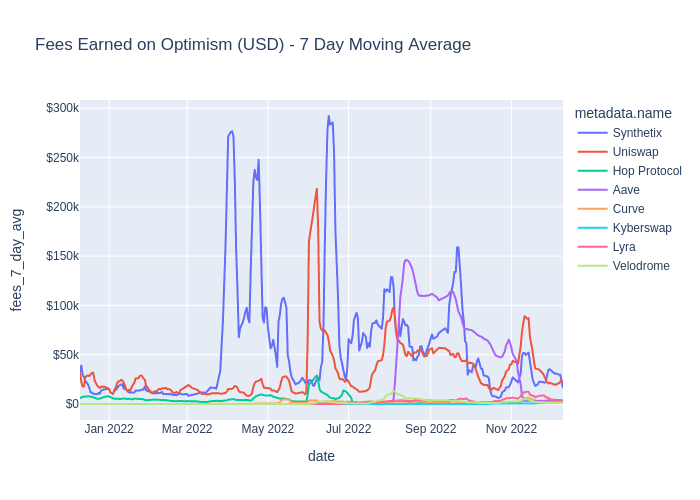 Fees Earned on Optimism (USD) - 7 Day Moving Average
metadata.name
$300k
Synthetix
Uniswap
$250k
Hop Protocol
Aave
$200k
Curve
Kyberswap
Lyra
$150k
Velodrome
fees_7_day_avg
$100k
$50k
$0
Jan 2022
Mar 2022
May 2022
Jul 2022
Sep 2022
Nov 2022
date